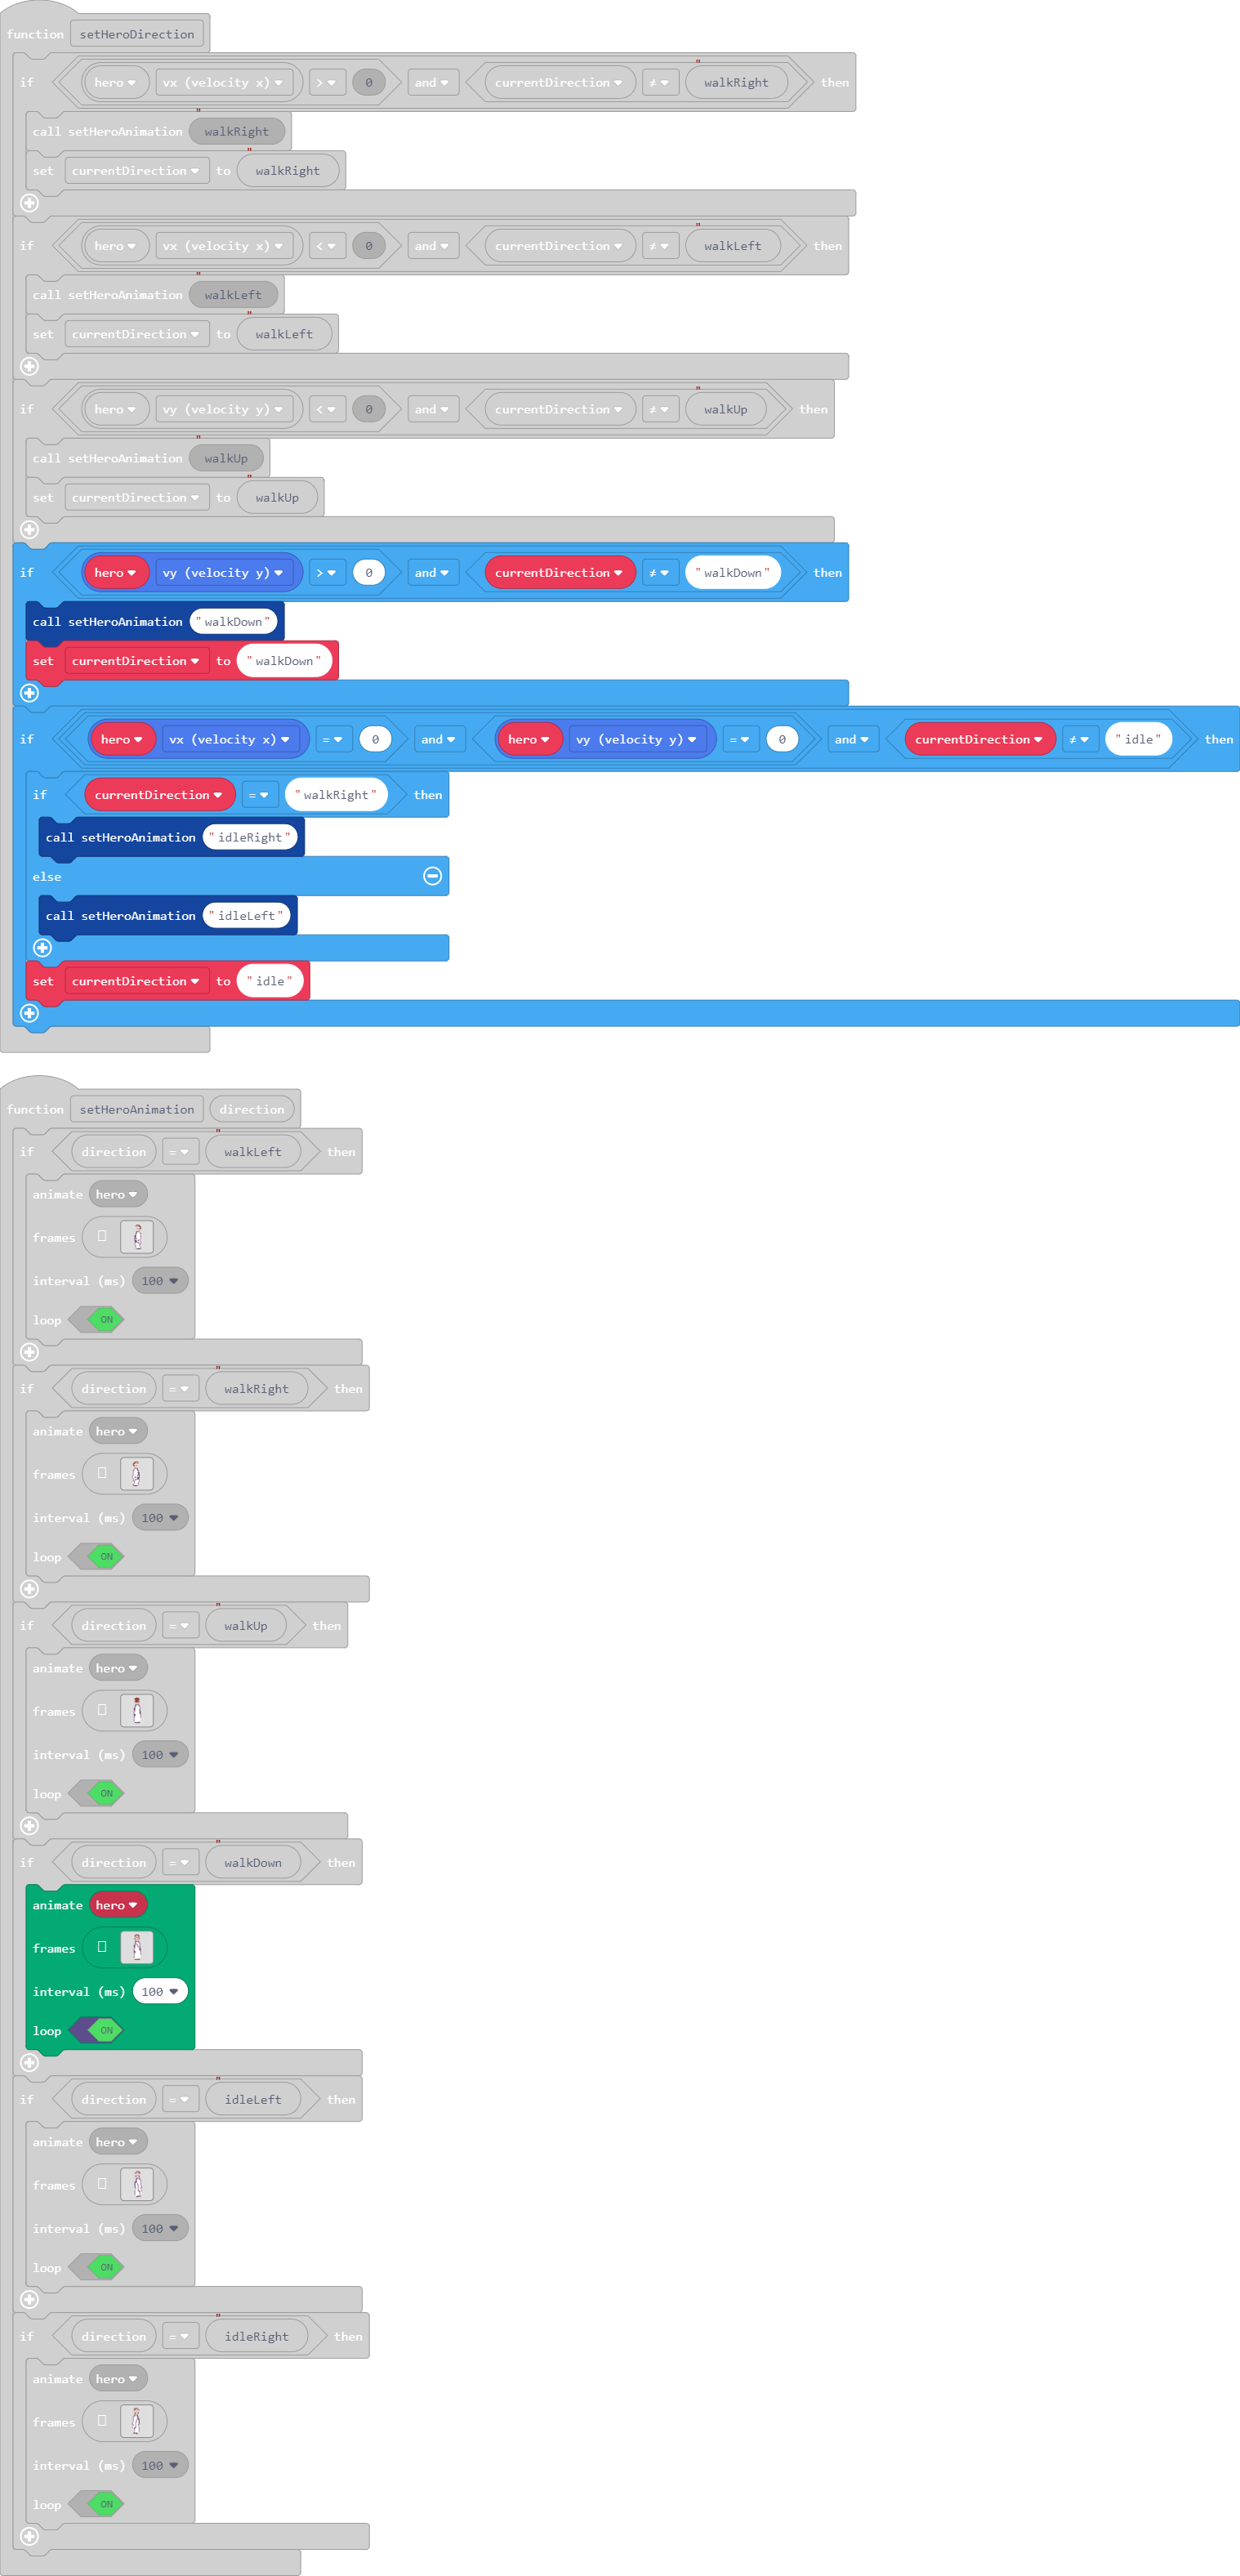 function setHeroDirection
if hero vx (velocity x) > 0 and currentDirection ≠ "walkRight then
call setHeroAnimation "walkRight
set currentDirection to "walkRight
if hero vx (velocity x) < 0 and currentDirection ≠ "walkLeft then
call setHeroAnimation "walkLeft
set currentDirection to "walkLeft
if hero vy (velocity y) < 0 and currentDirection ≠ "walkUp then
call setHeroAnimation "walkUp
set currentDirection to "walkUp
if hero vy (velocity y) > 0 and currentDirection ≠ "walkDown" then
call setHeroAnimation "walkDown"
set currentDirection to "walkDown"
if hero vx (velocity x) = 0 and hero vy (velocity y) = 0 and currentDirection ≠ "idle" then
if currentDirection = "walkRight" then
call setHeroAnimation "idleRight"
else
call setHeroAnimation "idleLeft"
set currentDirection to "idle"
function setHeroAnimation direction
if direction = "walkLeft then
animate hero
frames
interval (ms) 100
loop ON
if direction = "walkRight then
animate hero
frames
interval (ms) 100
loop ON
if direction = "walkUp then
animate hero
frames
interval (ms) 100
loop ON
if direction = "walkDown then
animate hero
frames
interval (ms) 100
loop ON
if direction = "idleLeft then
animate hero
frames
interval (ms) 100
loop ON
if direction = "idleRight then
animate hero
frames
interval (ms) 100
loop ON